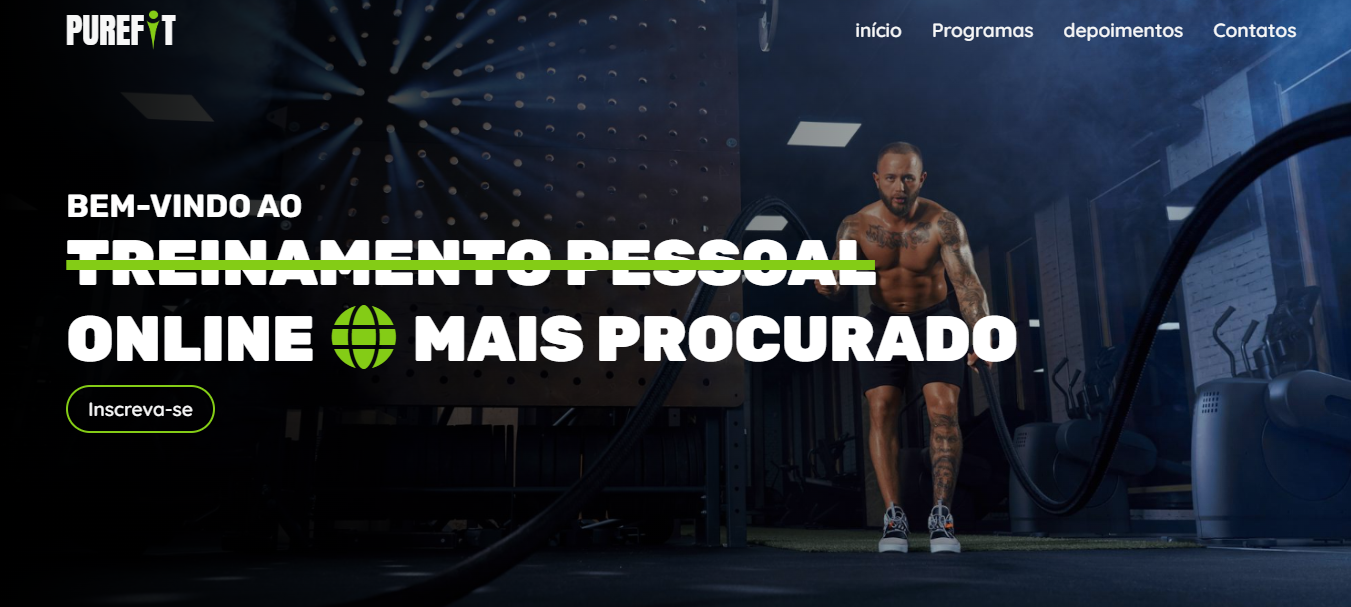 PUREFIT
início Programas depoimentos Contatos
BEM-VINDO AO
TREINAMENTO PESSOAL
ONLINE MAIS PROCURADO
Inscreva-se